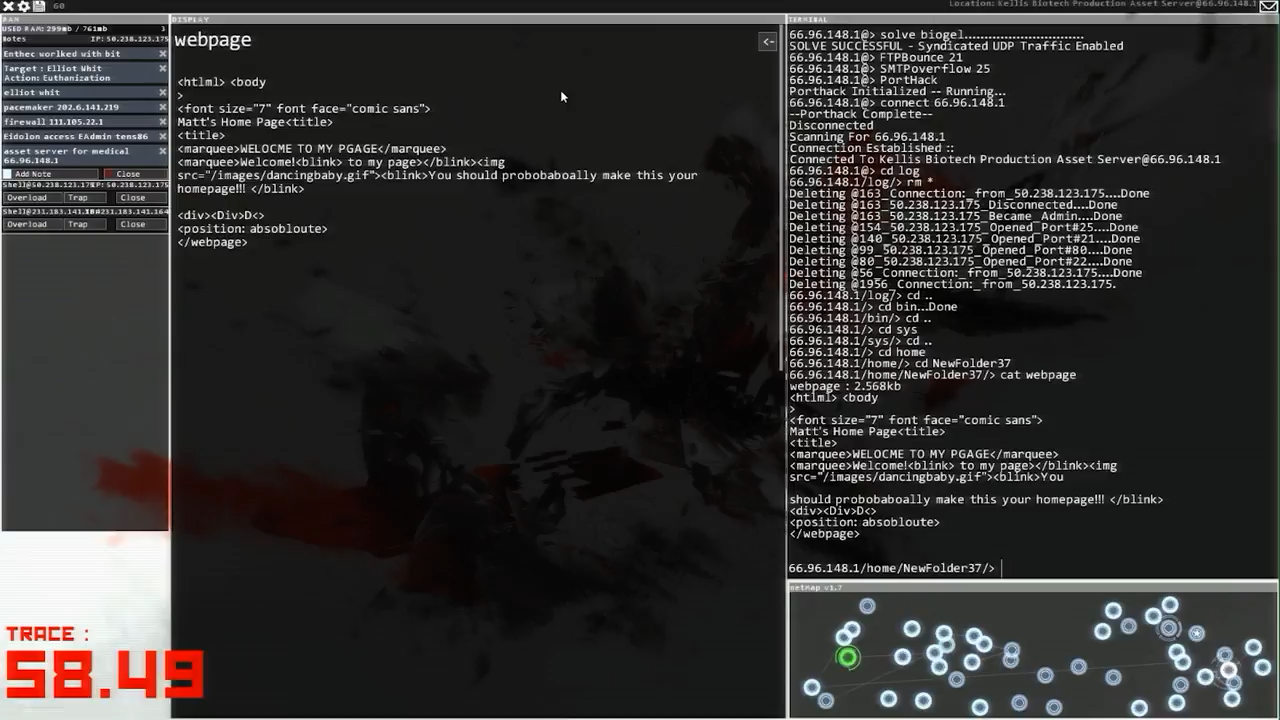 60
Location: Kellis Biotech Production Asset Server@66.96.148.1
RAM
USED RAM: 299mb / 761mb
3
Notes
IP: 50.238.123.175
Enthec worlked with bit
Target : Elliot Whit
Action: Euthanization
elliot whit
pacemaker 202.6.141.219
firewall 111.105.22.1
Eidolon access EAdmin tens86
asset server for medical
66.96.148.1
Add Note
Close
Overload
Trap
Close
Overload
Trap
Close
TRACE :
58.49
DISPLAY
webpage
<-
<htlml> <body
>
<font size="7" font face="comic sans">
Matt's Home Page<title>
<title>
<marquee>WELOCME TO MY PGAGE</marquee>
<marquee>Welcome!<blink> to my page></blink><img
src="/images/dancingbaby.gif"><blink>You should probobaboally make this your
homepage!!! </blink>
<div><Div>D<>
<position: absobloute>
</webpage>
TERMINAL
66.96.148.1@> solve biogel............................
SOLVE SUCCESSFUL - Syndicated UDP Traffic Enabled
66.96.148.1@> FTPBounce 21
66.96.148.1@> SMTPoverflow 25
66.96.148.1@> PortHack
Porthack Initialized -- Running...
66.96.148.1@> connect 66.96.148.1
--Porthack Complete--
Disconnected
Scanning For 66.96.148.1
Connection Established ::
Connected To Kellis Biotech Production Asset Server@66.96.148.1
66.96.148.1@> cd log
66.96.148.1/log/> rm *
Deleting @163_Connection:_from_50.238.123.175....Done
Deleting @163_50.238.123.175_Disconnected....Done
Deleting @163_50.238.123.175_Became_Admin....Done
Deleting @154_50.238.123.175_Opened_Port#25....Done
Deleting @140_50.238.123.175_Opened_Port#21....Done
Deleting @99_50.238.123.175_Opened_Port#80....Done
Deleting @80_50.238.123.175_Opened_Port#22....Done
Deleting @56_Connection:_from_50.238.123.175....Done
Deleting @1956_Connection:_from_50.238.123.175.
66.96.148.1/log/> cd ..
66.96.148.1/> cd bin...Done
66.96.148.1/bin/> cd ..
66.96.148.1/> cd sys
66.96.148.1/sys/> cd ..
66.96.148.1/> cd home
66.96.148.1/home/> cd NewFolder37
66.96.148.1/home/NewFolder37/> cat webpage
webpage : 2.568kb
<htlml> <body
>
<font size="7" font face="comic sans">
Matt's Home Page<title>
<title>
<marquee>WELOCME TO MY PGAGE</marquee>
<marquee>Welcome!<blink> to my page></blink><img
src="/images/dancingbaby.gif"><blink>You
should probobaboally make this your homepage!!! </blink>
<div><Div>D<>
<position: absobloute>
</webpage>
66.96.148.1/home/NewFolder37/>
netMap v1.7